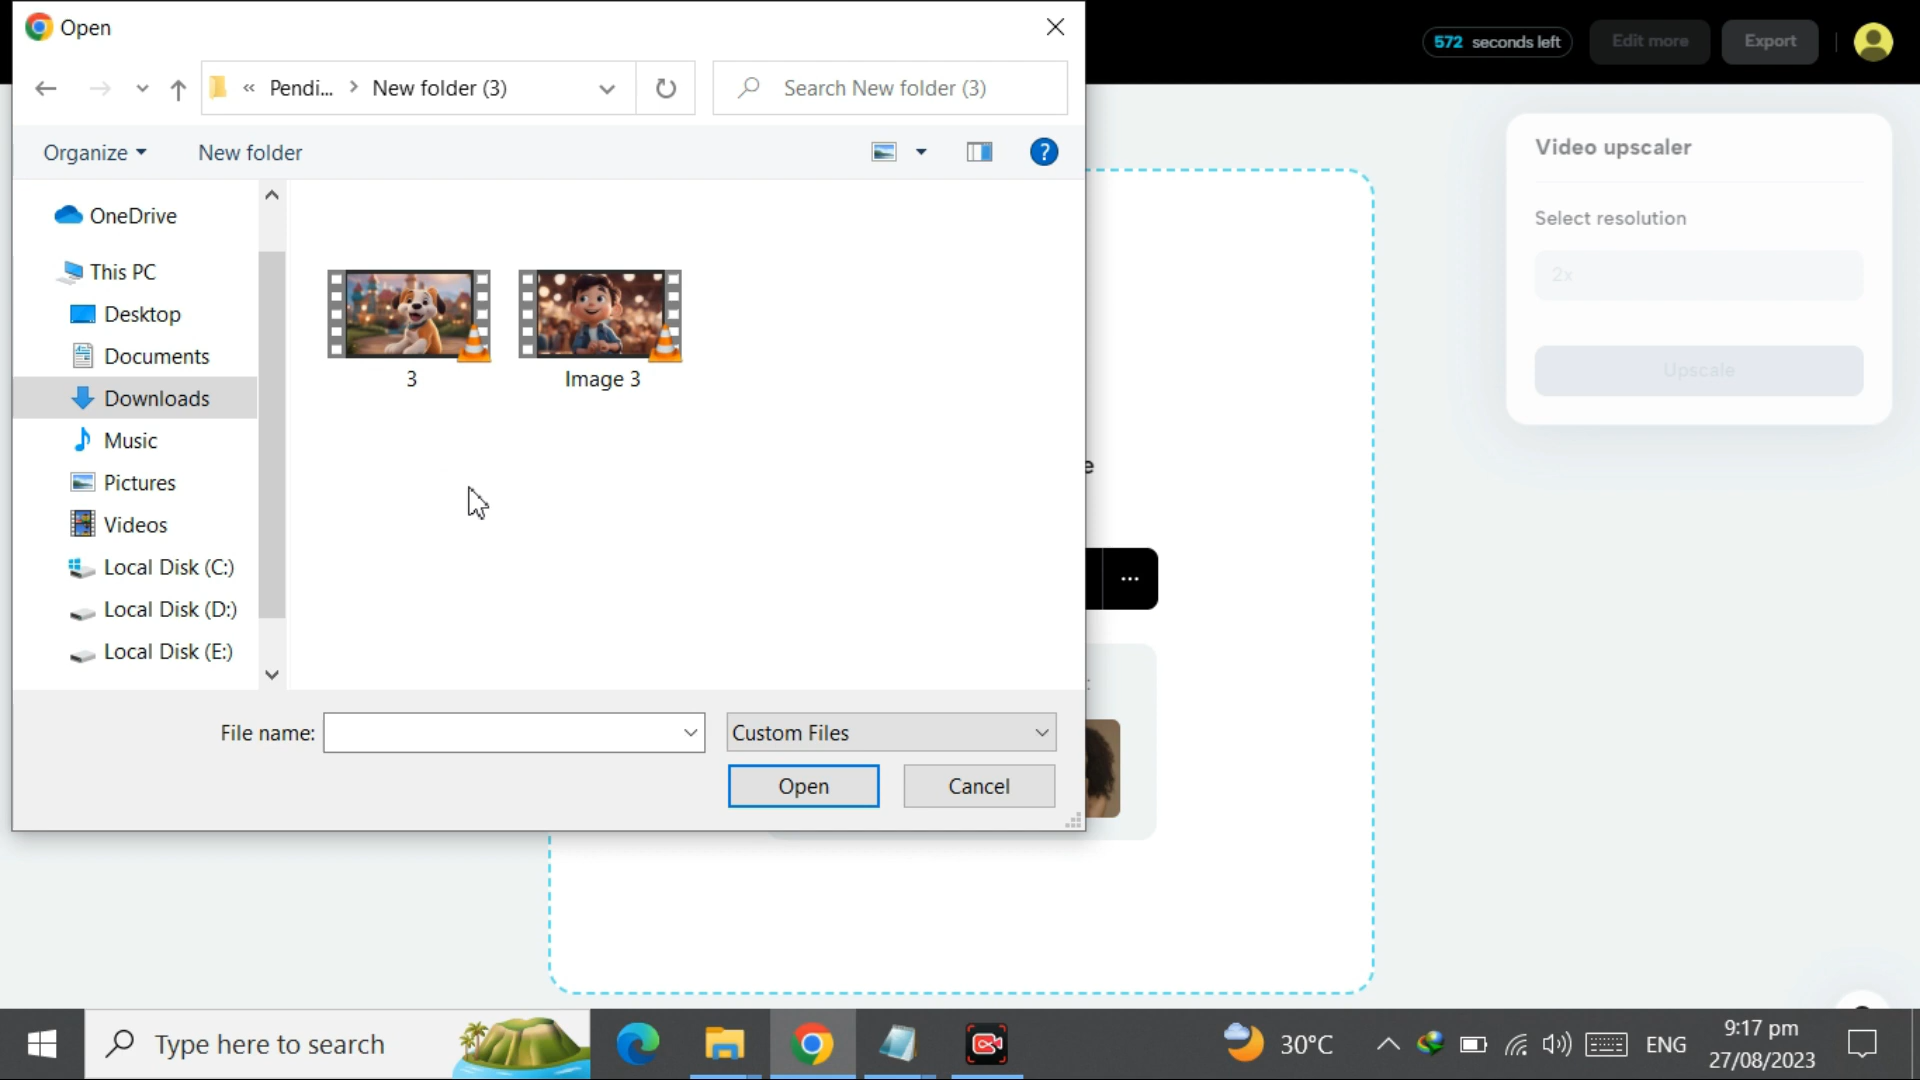 Open
572 seconds left
Edit more
Export
« Pendi... > New folder (3)
Search New folder (3)
Organize
New folder
?
Video upscaler
Select resolution
2x
Upscale
OneDrive
This PC
Desktop
Documents
Downloads
Music
Pictures
Videos
Local Disk (C:)
Local Disk (D:)
Local Disk (E:)
3
Image 3
e
...
:
File name:
Custom Files
Open
Cancel
Type here to search
30°C
ENG
9:17 pm
27/08/2023